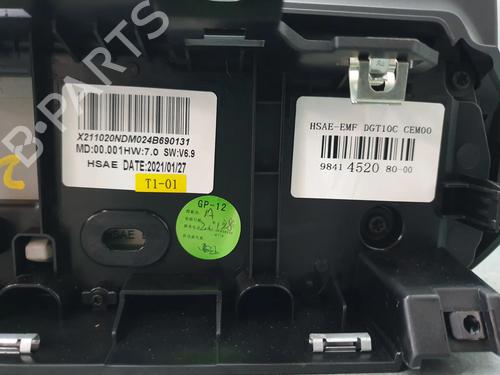 X211020NDM024B690131
MD:00.001HW:7.0 SW:V6.9
HSAE DATE:2021/01/27
T1-01
HSAE-EMF DGT10C CEM00
9841 4520 80-00
GP-12
HSAE
B-PARTS
2